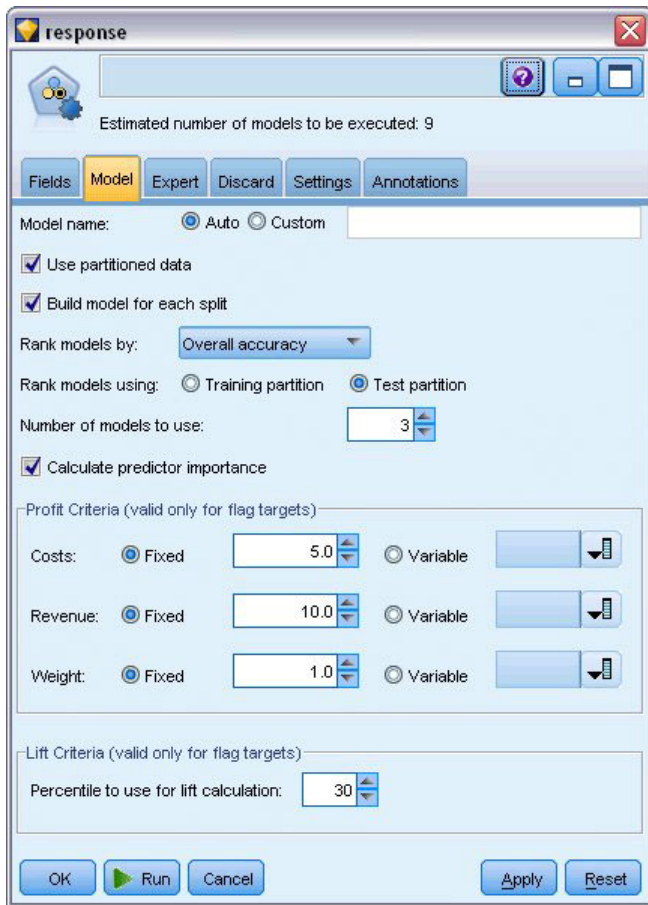 response
Estimated number of models to be executed: 9
Fields Model Expert Discard Settings Annotations
Model name: Auto Custom
Use partitioned data
Build model for each split
Rank models by: Overall accuracy
Rank models using: Training partition Test partition
Number of models to use: 3
Calculate predictor importance
Profit Criteria (valid only for flag targets)
Costs: Fixed 5.0 Variable
Revenue: Fixed 10.0 Variable
Weight: Fixed 1.0 Variable
Lift Criteria (valid only for flag targets)
Percentile to use for lift calculation: 30
OK Run Cancel Apply Reset